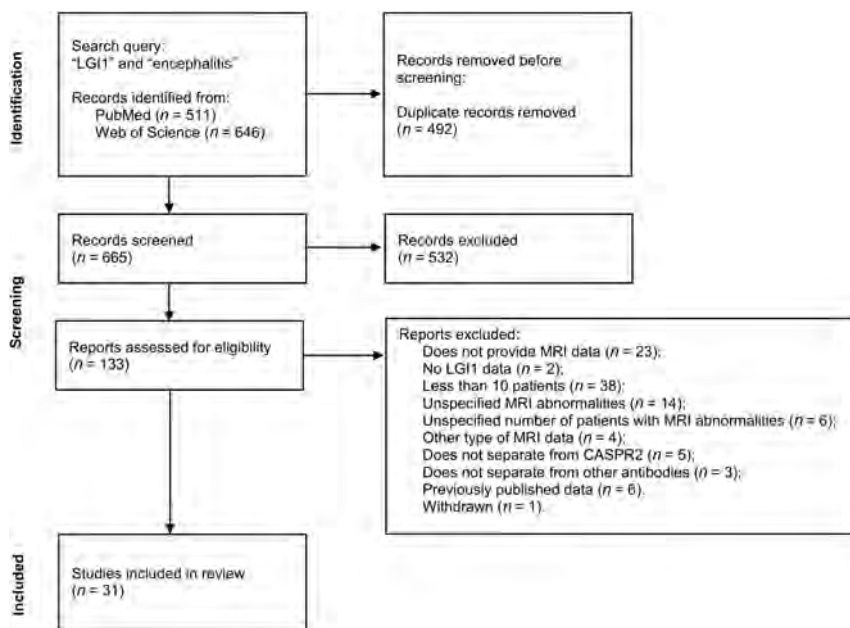 Identification
Search query:
"LGI1" and "encephalitis"
Records identified from:
PubMed (n = 511)
Web of Science (n = 646)
Records removed before
screening:
Duplicate records removed
(n = 492)
Screening
Records screened
(n = 665)
Records excluded
(n = 532)
Reports assessed for eligibility
(n = 133)
Reports excluded:
Does not provide MRI data (n = 23);
No LGI1 data (n = 2);
Less than 10 patients (n = 38);
Unspecified MRI abnormalities (n = 14);
Unspecified number of patients with MRI abnormalities (n = 6);
Other type of MRI data (n = 4);
Does not separate from CASPR2 (n = 5);
Does not separate from other antibodies (n = 3);
Previously published data (n = 6).
Withdrawn (n = 1).
Included
Studies included in review
(n = 31)